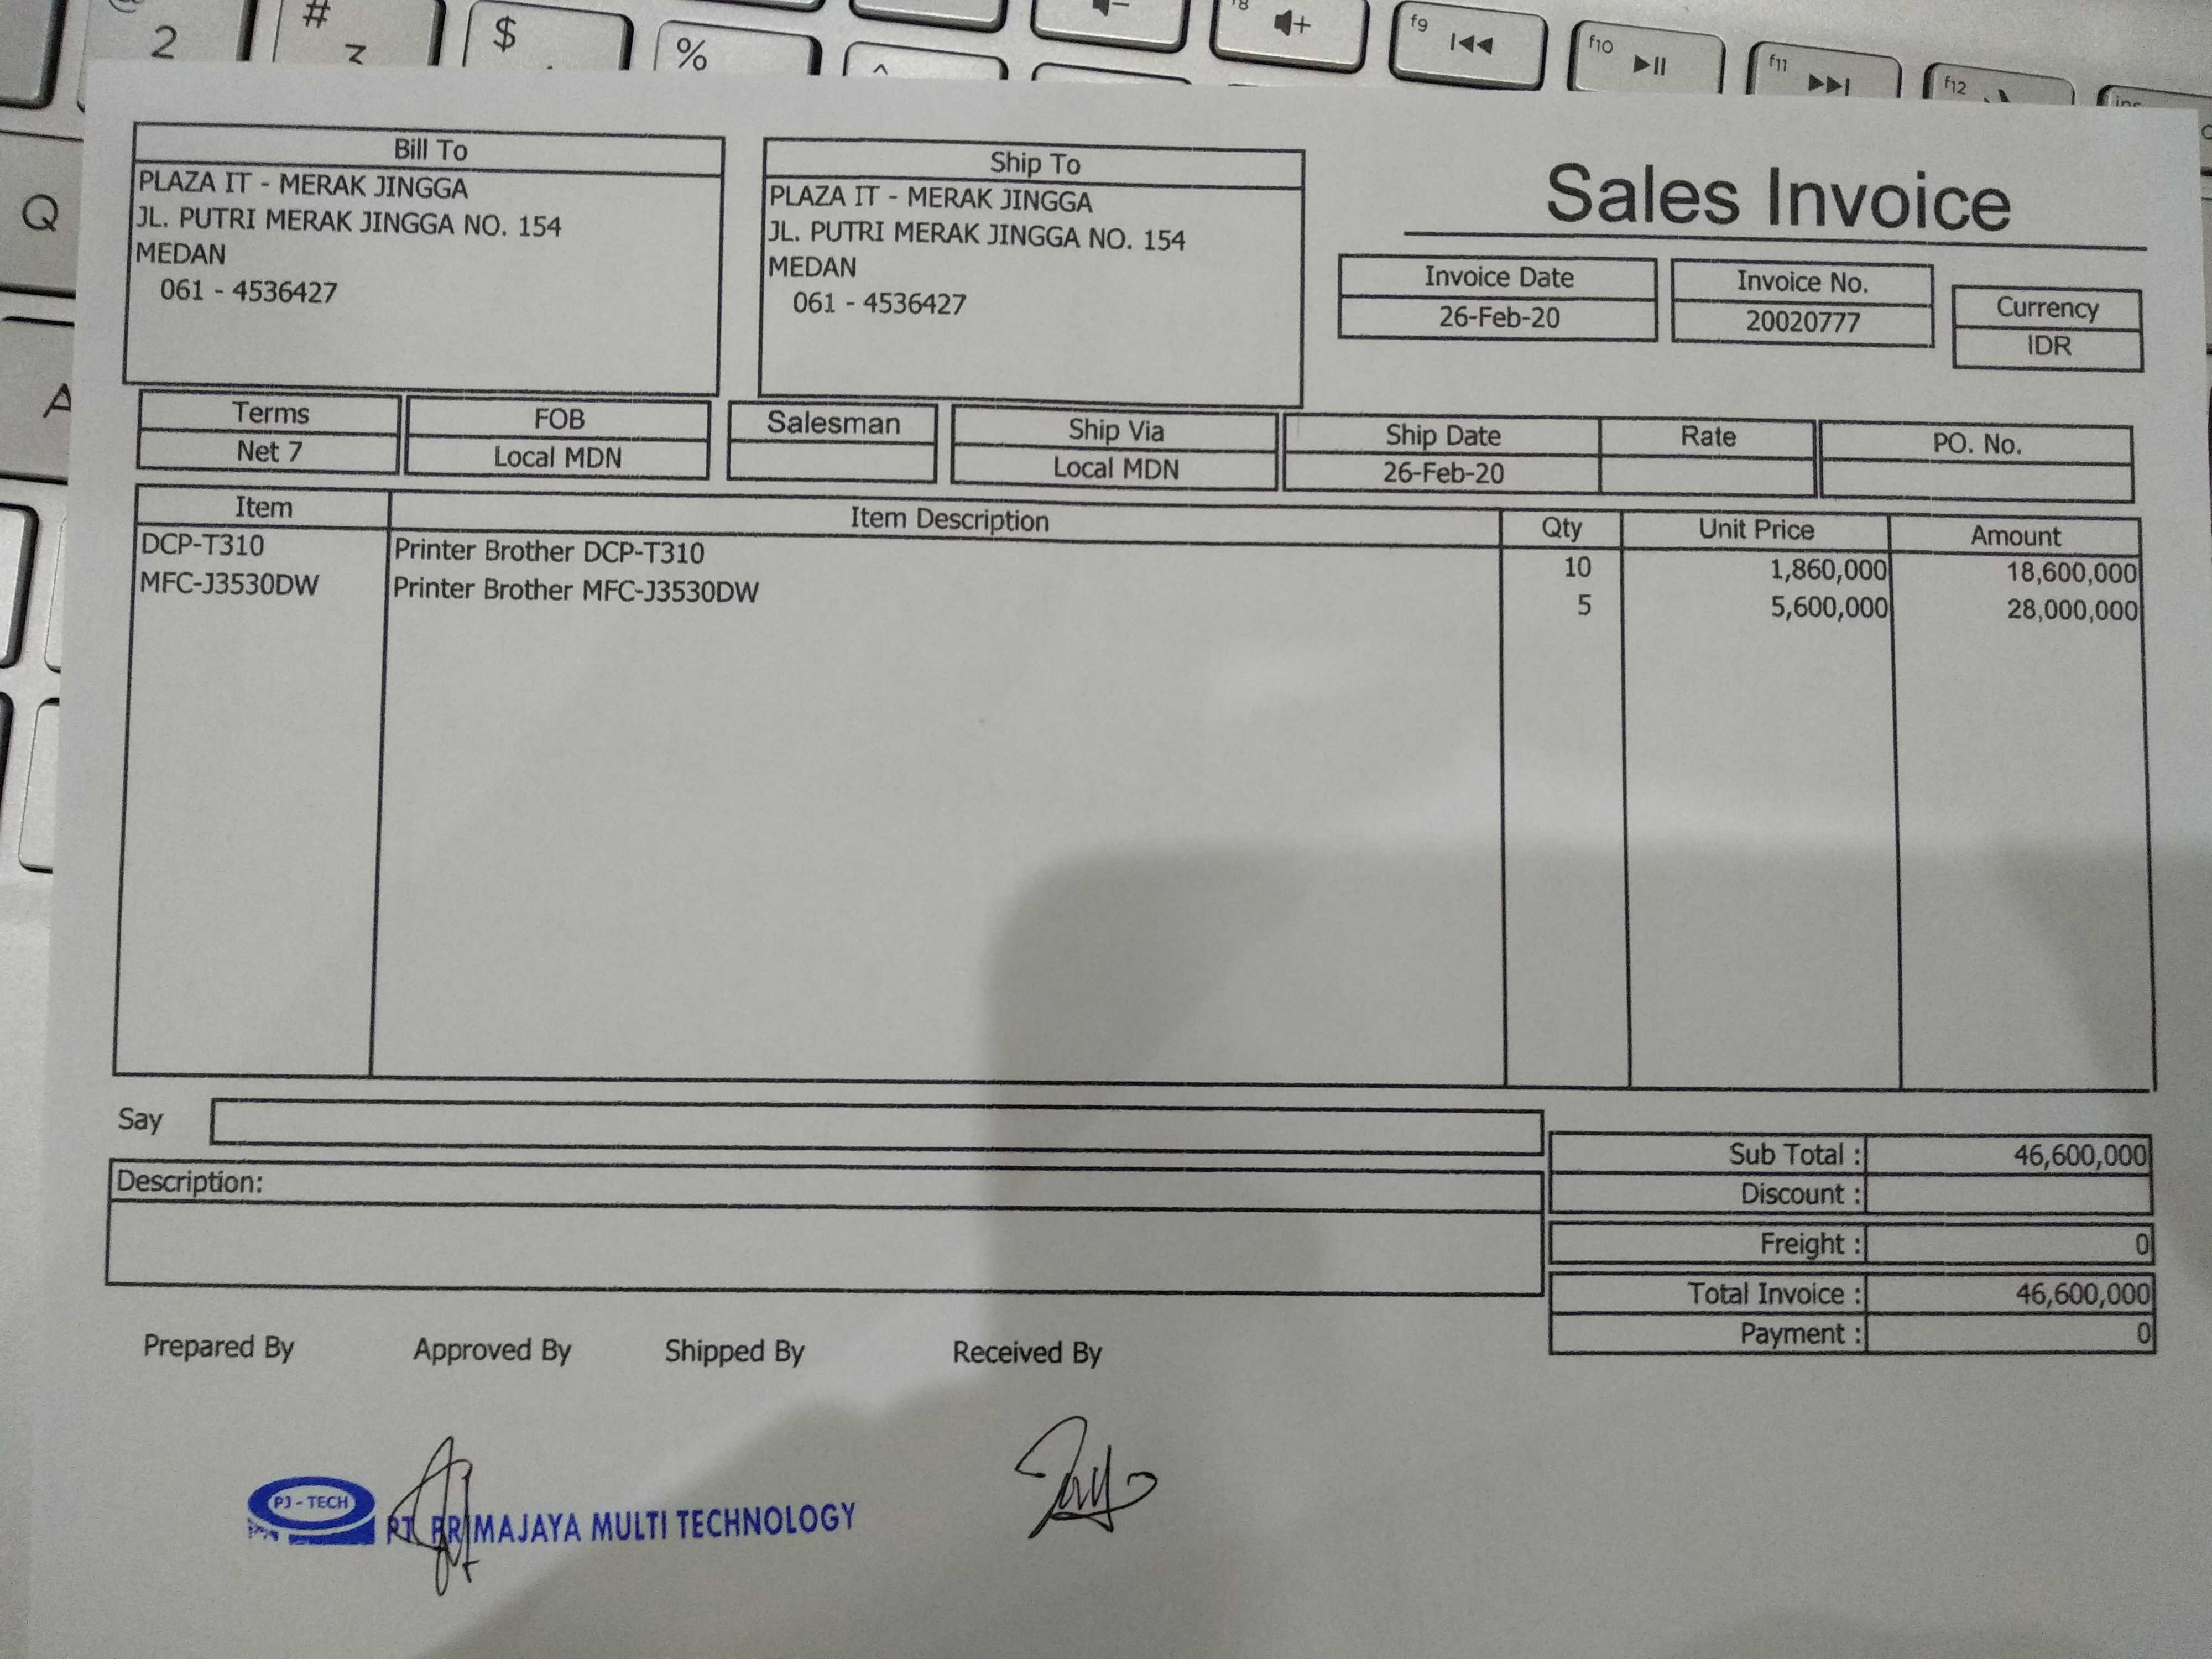 2 # 3 $ % ^ f8 f9 f10 f11 f12 ins
Q
A
Bill To
PLAZA IT - MERAK JINGGA
JL. PUTRI MERAK JINGGA NO. 154
MEDAN
061 - 4536427
Ship To
PLAZA IT - MERAK JINGGA
JL. PUTRI MERAK JINGGA NO. 154
MEDAN
061 - 4536427
Sales Invoice
Invoice Date Invoice No. Currency
26-Feb-20 20020777 IDR
Terms FOB Salesman Ship Via Ship Date Rate PO. No.
Net 7 Local MDN Local MDN 26-Feb-20
Item Item Description Qty Unit Price Amount
DCP-T310 Printer Brother DCP-T310 10 1,860,000 18,600,000
MFC-J3530DW Printer Brother MFC-J3530DW 5 5,600,000 28,000,000
Say
Description:
Sub Total : 46,600,000
Discount :
Freight : 0
Total Invoice : 46,600,000
Payment : 0
Prepared By Approved By Shipped By Received By
PJ - TECH
PT. PRIMAJAYA MULTI TECHNOLOGY